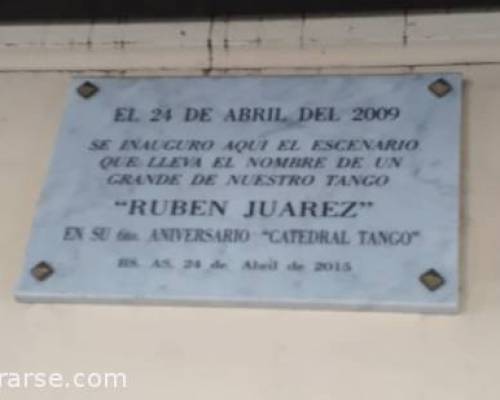 EL 24 DE ABRIL DEL 2009
SE INAUGURO AQUI EL ESCENARIO
QUE LLEVA EL NOMBRE DE UN
GRANDE DE NUESTRO TANGO
"RUBEN JUAREZ"
EN SU 6to. ANIVERSARIO "CATEDRAL TANGO"
BS. AS. 24 de Abril de 2015
rarse.com